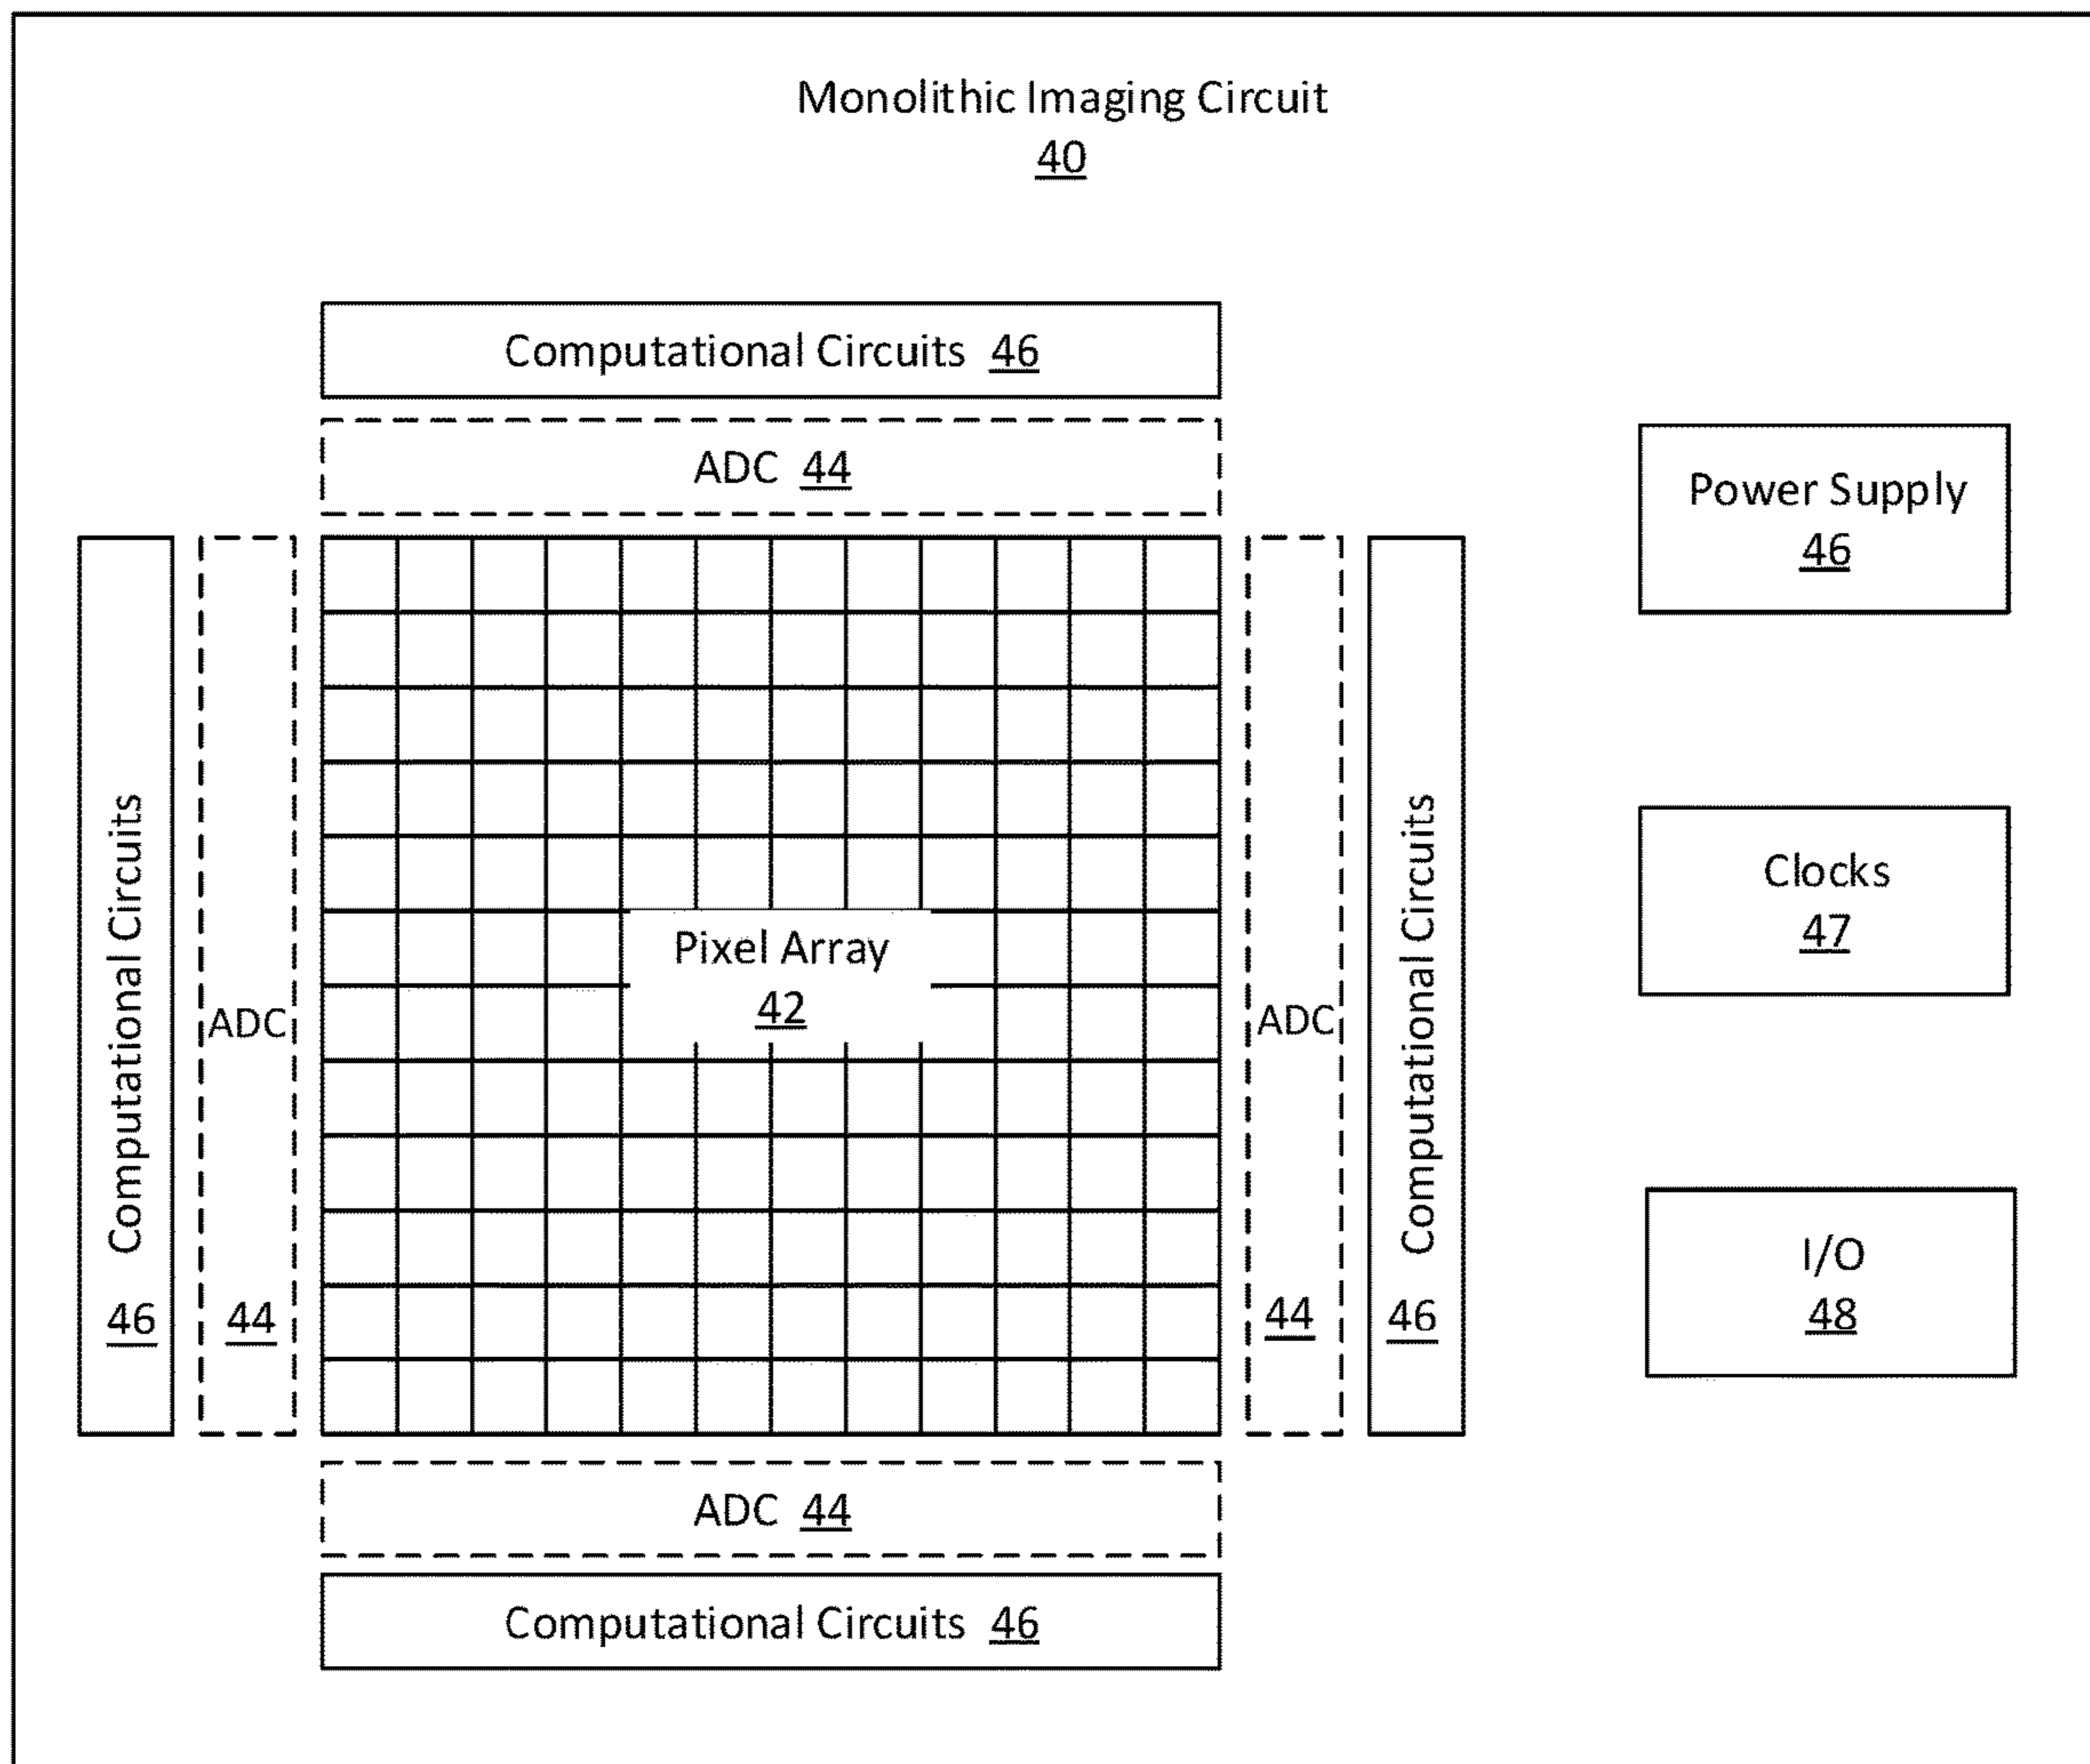 Monolithic Imaging Circuit
40
Computational Circuits 46
ADC 44
Power Supply
46
Computational Circuits
46
ADC
44
Pixel Array
42
ADC
44
Computational Circuits
46
Clocks
47
I/O
48
ADC 44
Computational Circuits 46